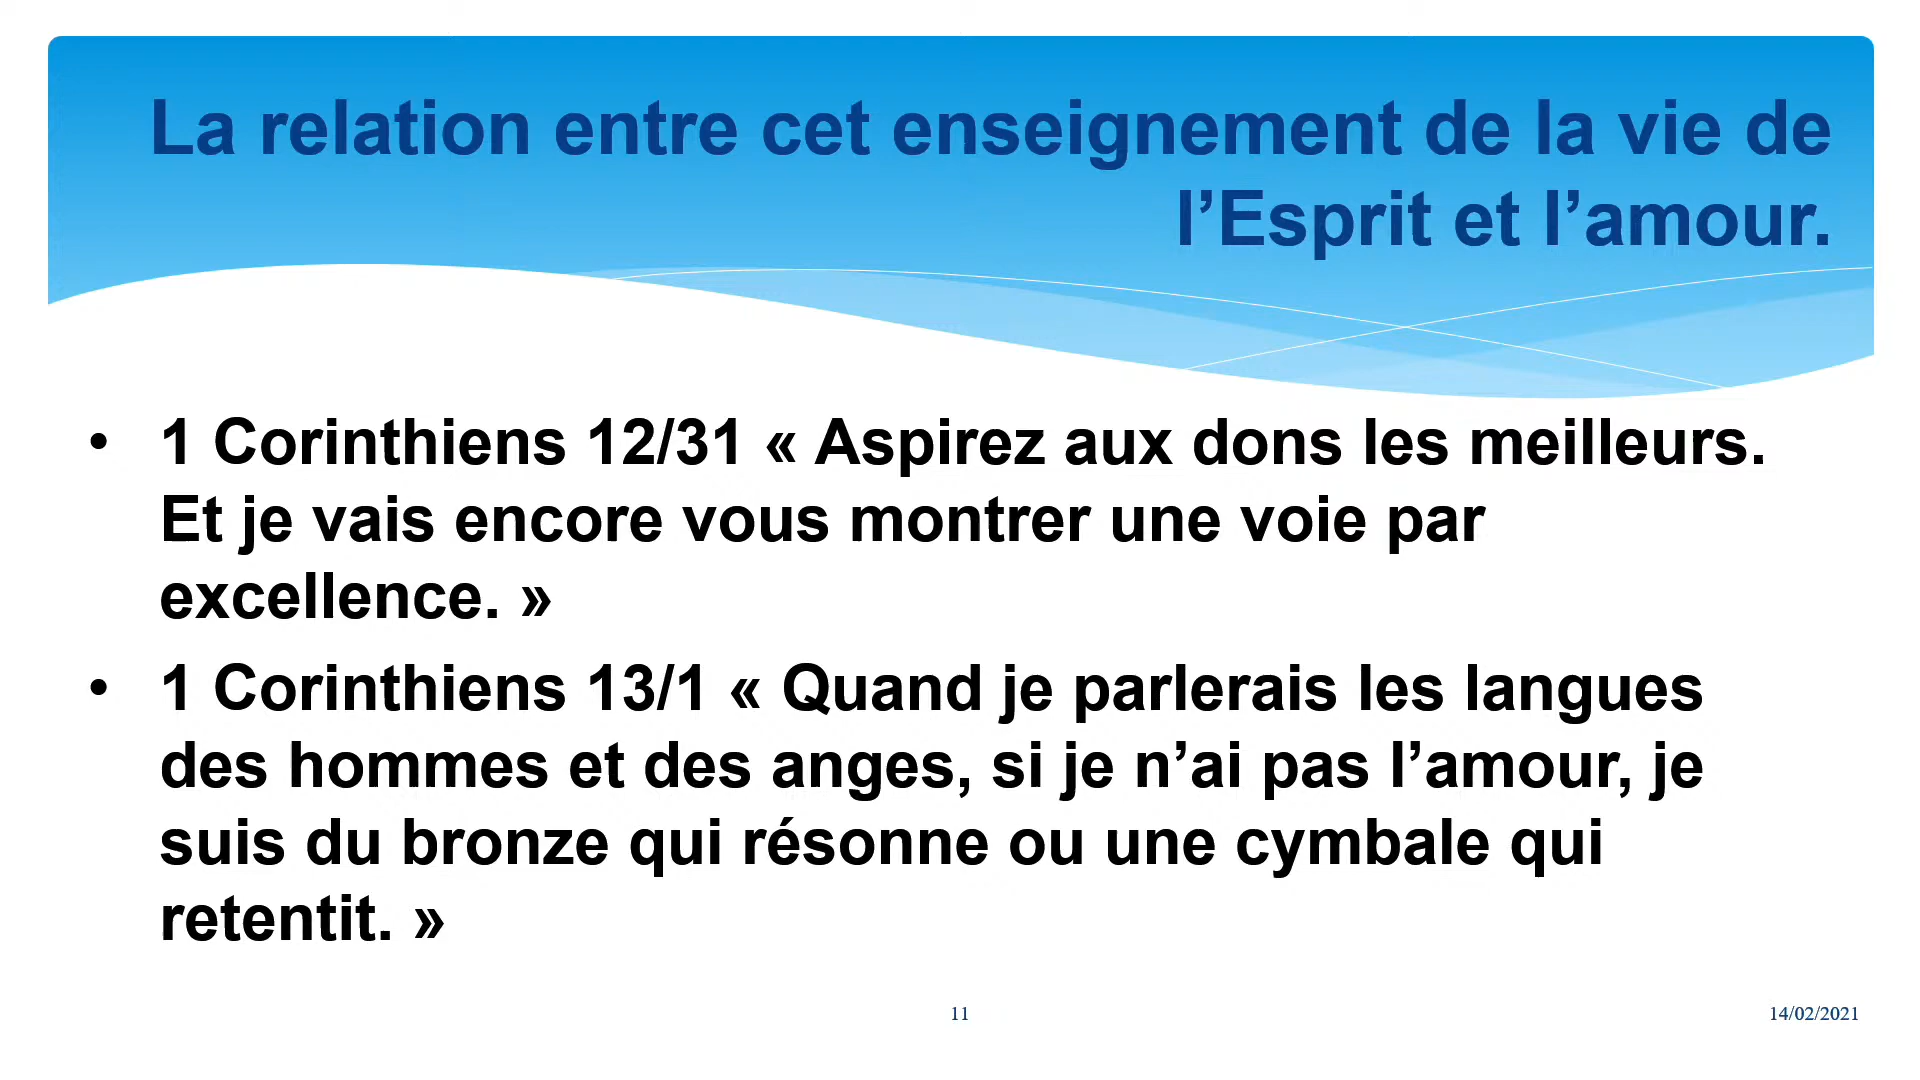 La relation entre cet enseignement de la vie de
l’Esprit et l’amour.
• 1 Corinthiens 12/31 « Aspirez aux dons les meilleurs.
Et je vais encore vous montrer une voie par
excellence. »
• 1 Corinthiens 13/1 « Quand je parlerais les langues
des hommes et des anges, si je n’ai pas l’amour, je
suis du bronze qui résonne ou une cymbale qui
retentit. »
11
14/02/2021